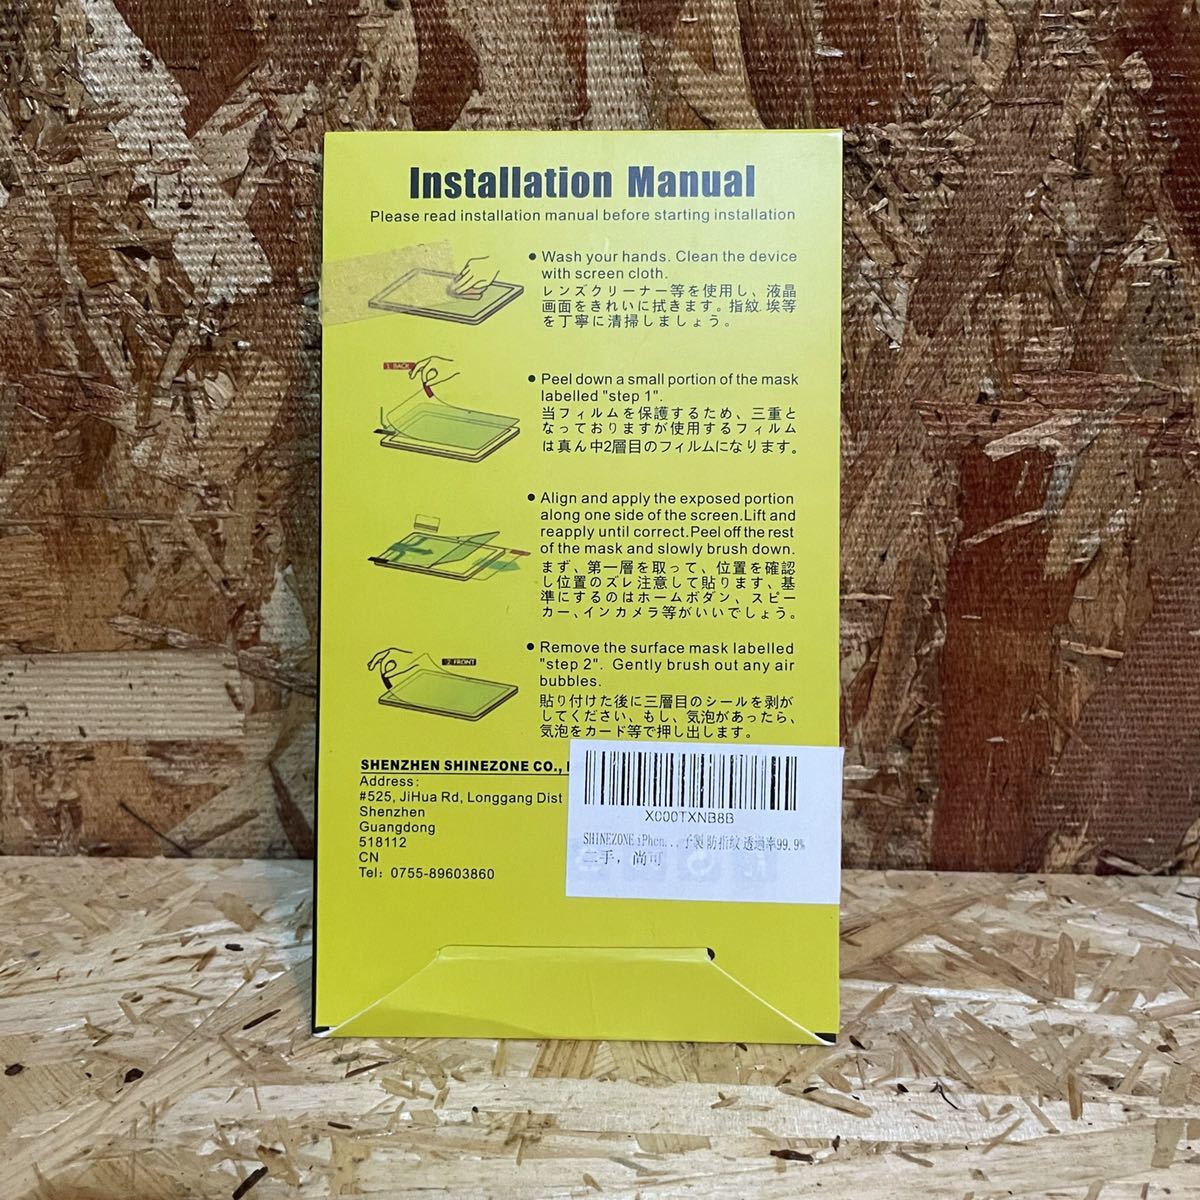 Installation Manual
Please read installation manual before starting installation
● Wash your hands. Clean the device
with screen cloth.
レンズクリーナー等を使用し、液晶
画面をきれいに拭きます。指紋.埃等
を丁寧に清掃しましょう。
1 BACK
● Peel down a small portion of the mask
labelled "step 1".
当フィルムを保護するため、三重と
なっておりますが使用するフィルム
は真ん中2層目のフィルムになります。
● Align and apply the exposed portion
along one side of the screen.Lift and
reapply until correct.Peel off the rest
of the mask and slowly brush down.
まず、第一層を取って、位置を確認
し位置のズレ注意して貼ります、基
準にするのはホームボダン、スピー
カー、インカメラ等がいいでしょう。
2 FRONT
● Remove the surface mask labelled
"step 2". Gently brush out any air
bubbles.
貼り付けた後に三層目のシールを剥が
してください、もし、気泡があったら、
気泡をカード等で押し出します。
SHENZHEN SHINEZONE CO.,
Address:
#525, JiHua Rd, Longgang Dist
Shenzhen
Guangdong
518112
CN
Tel: 0755-89603860
X000TXNB8B
SHINEZONE iPhon...子製 防指紋 透過率99.9%
二手，尚可